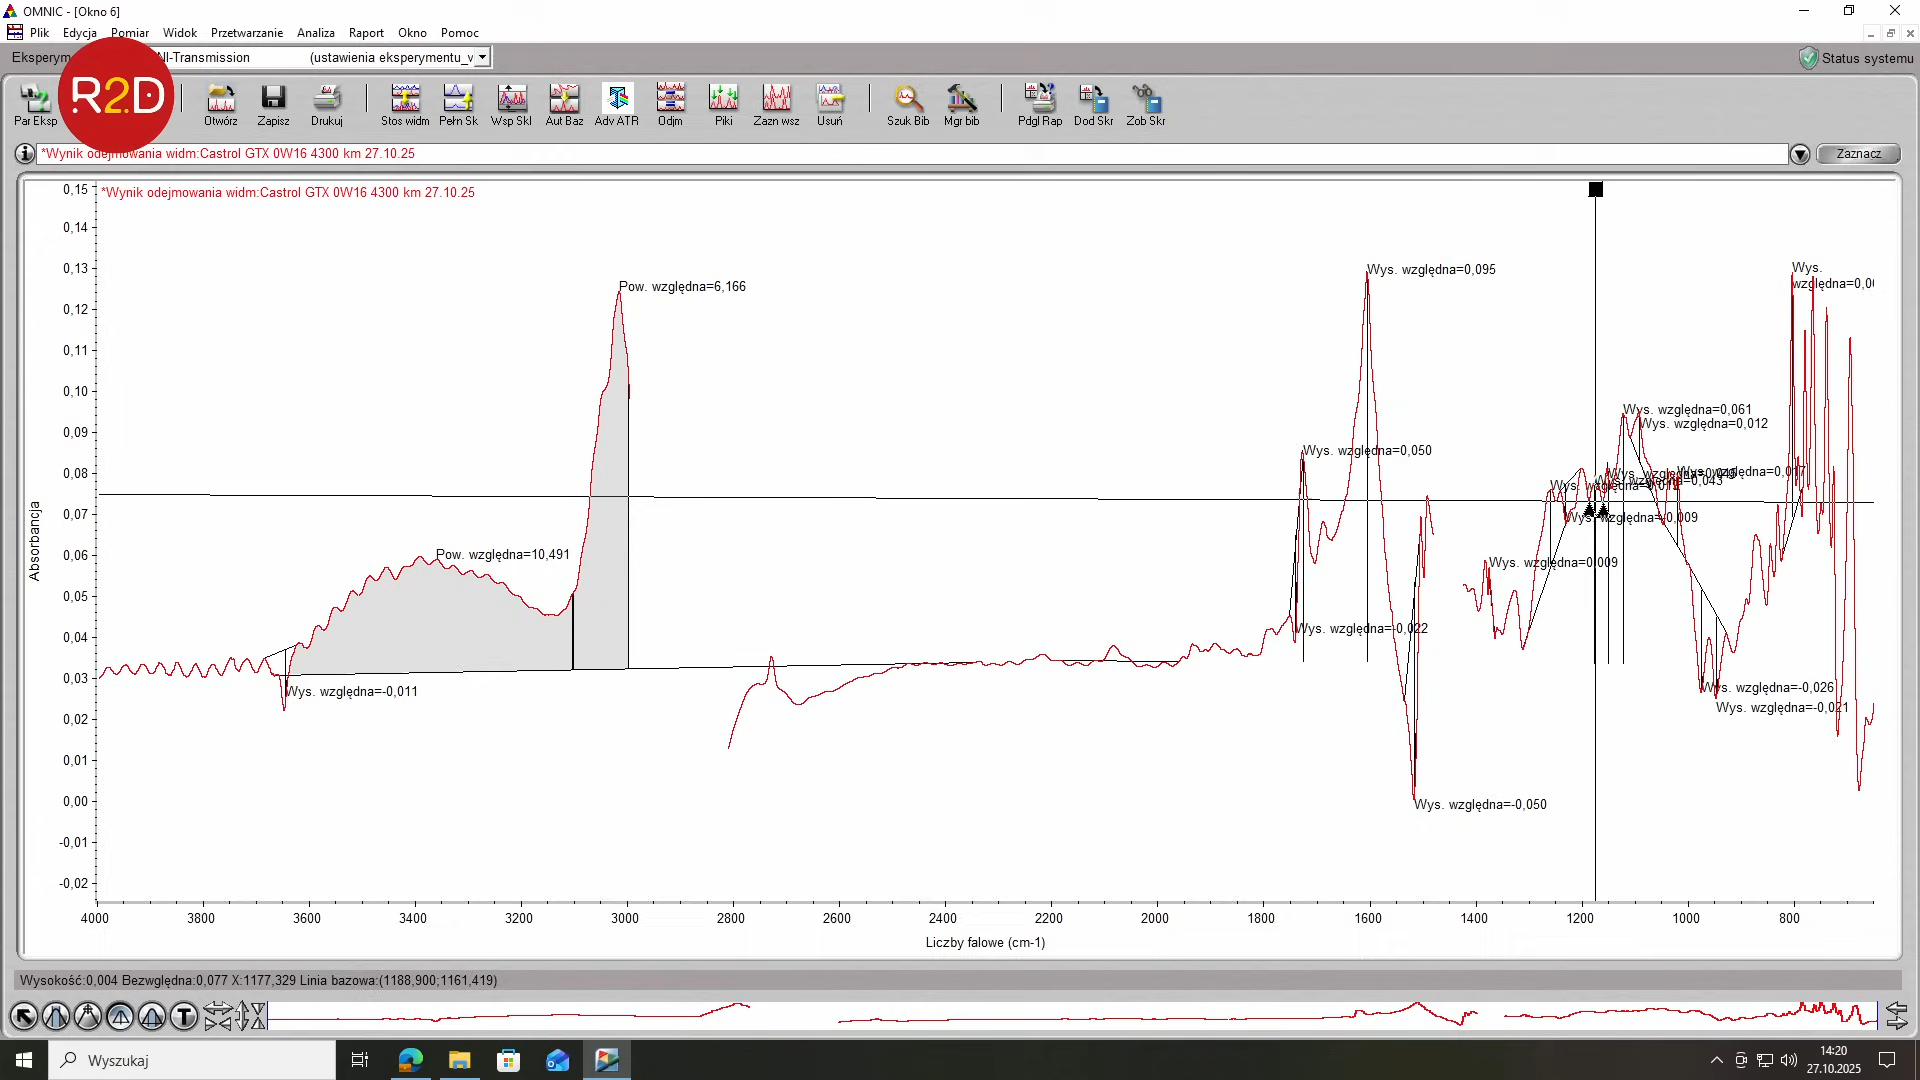 OMNIC - [Okno 6]
Plik Edycja Pomiar Widok Przetwarzanie Analiza Raport Okno Pomoc
NI-Transmission (ustawienia eksperymentu_v
Status systemu
R2D
Par Eksp Otwórz Zapisz Drukuj Stos widm Pełn Sk Wsp Skl Aut Baz Adv ATR Odjm Piki Zazn wsz Usuń Szuk Bib Mgr bib Pdgl Rap Dod Skr Zob Skr
*Wynik odejmowania widm:Castrol GTX 0W16 4300 km 27.10.25
Zaznacz
*Wynik odejmowania widm:Castrol GTX 0W16 4300 km 27.10.25
0,15
0,14
0,13
0,12
0,11
0,10
0,09
0,08
0,07
0,06
0,05
0,04
0,03
0,02
0,01
0,00
-0,01
-0,02
Absorbancja
Pow. względna=6,166
Pow. względna=10,491
Wys. względna=-0,011
Wys. względna=0,095
Wys. względna=0,050
Wys. względna=-0,022
Wys. względna=-0,050
Wys. względna=0,009
Wys. względna=-0,009
Wys. względna=0,061
Wys. względna=0,012
Wys. względna=0,017
Wys. względna=-0,026
Wys. względna=-0,021
Wys.
względna=0,0
4000 3800 3600 3400 3200 3000 2800 2600 2400 2200 2000 1800 1600 1400 1200 1000 800
Liczby falowe (cm-1)
Wysokość:0,004 Bezwględna:0,077 X:1177,329 Linia bazowa:(1188,900;1161,419)
T
Wyszukaj
14:20
27.10.2025